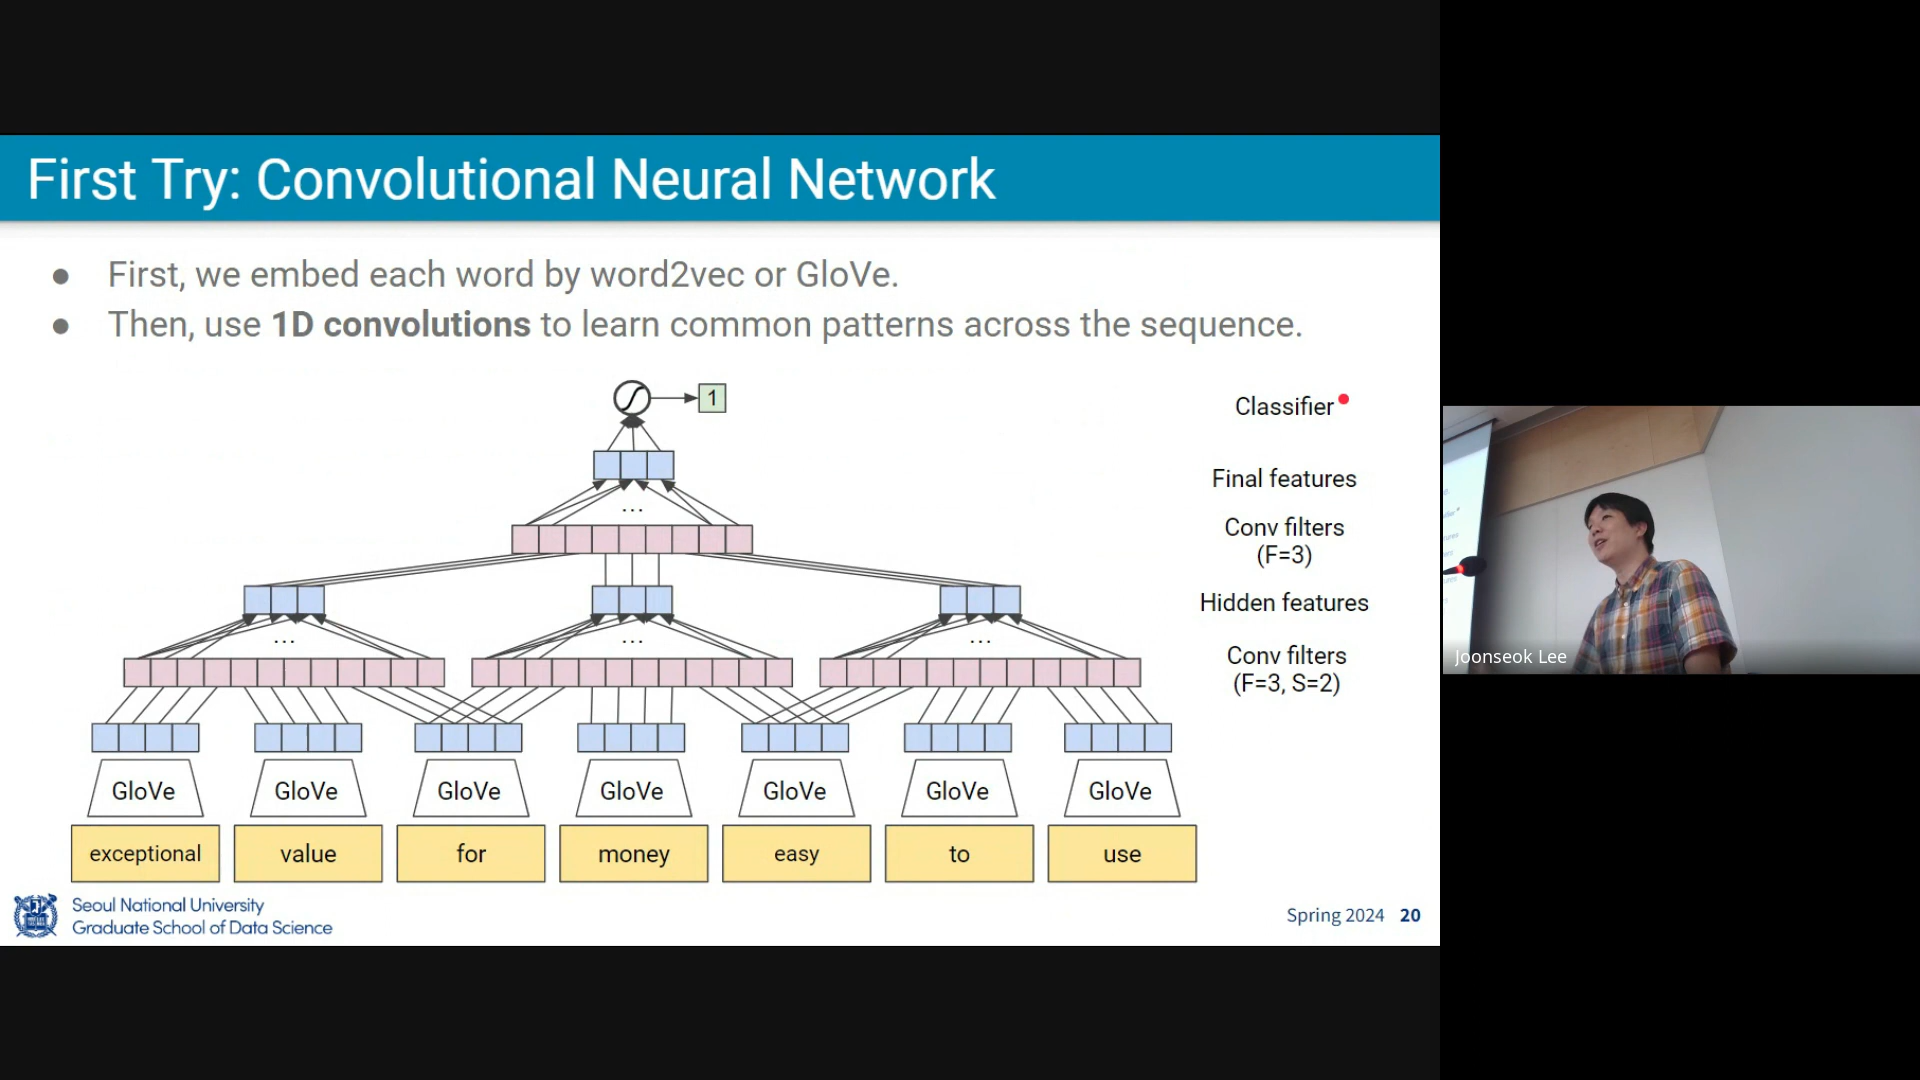 First Try: Convolutional Neural Network
● First, we embed each word by word2vec or GloVe.
● Then, use 1D convolutions to learn common patterns across the sequence.
1
Classifier
Final features
...
Conv filters
(F=3)
Hidden features
... ... ...
Conv filters
(F=3, S=2)
GloVe GloVe GloVe GloVe GloVe GloVe GloVe
exceptional value for money easy to use
Seoul National University
Graduate School of Data Science
Spring 2024 20
Joonseok Lee